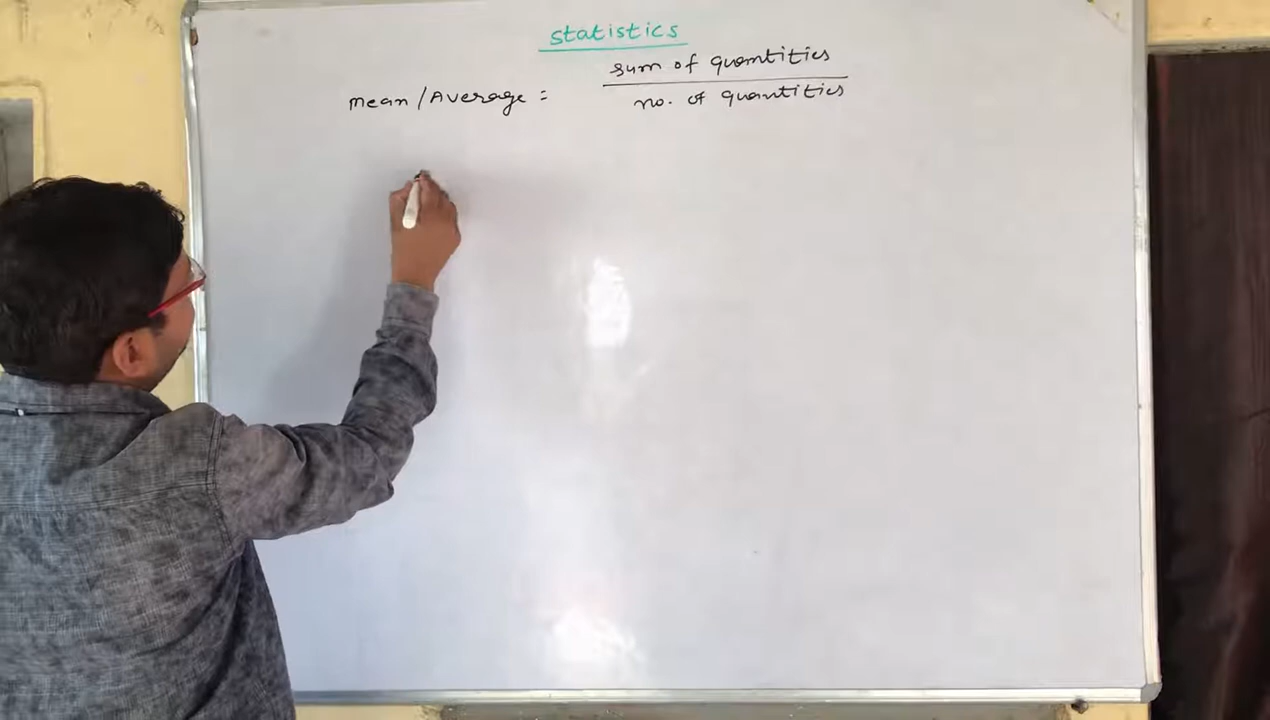 statistics
mean/Average = sum of quantities
no. of quantities